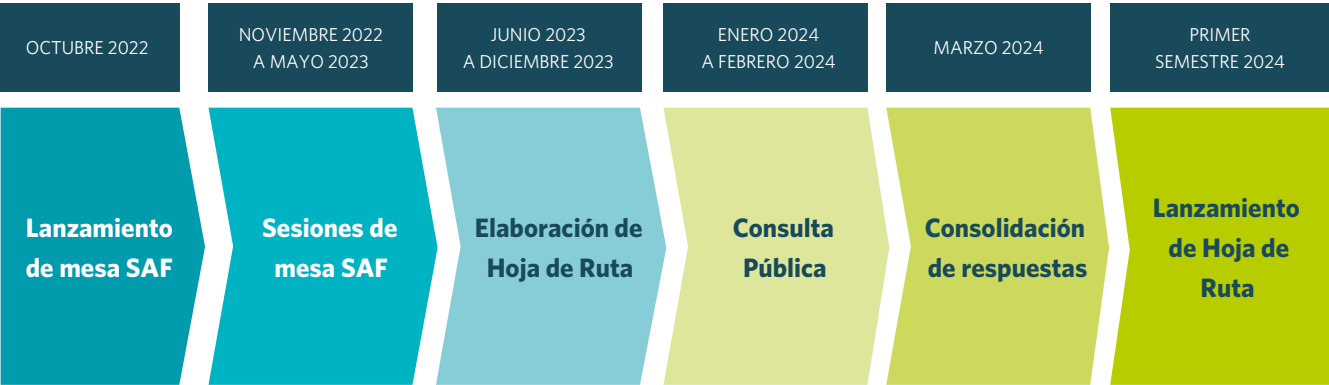 OCTUBRE 2022
NOVIEMBRE 2022
A MAYO 2023
JUNIO 2023
A DICIEMBRE 2023
ENERO 2024
A FEBRERO 2024
MARZO 2024
PRIMER
SEMESTRE 2024
Lanzamiento
de mesa SAF
Sesiones de
mesa SAF
Elaboración de
Hoja de Ruta
Consulta
Pública
Consolidación
de respuestas
Lanzamiento
de Hoja de
Ruta